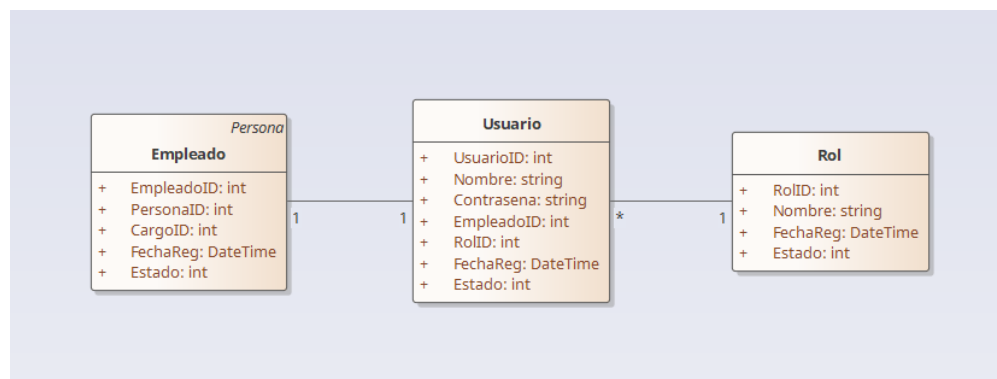 Persona
Empleado
+ EmpleadoID: int
+ PersonaID: int
+ CargoID: int
+ FechaReg: DateTime
+ Estado: int
1
1
Usuario
+ UsuarioID: int
+ Nombre: string
+ Contrasena: string
+ EmpleadoID: int
+ RolID: int
+ FechaReg: DateTime
+ Estado: int
*
1
Rol
+ RolID: int
+ Nombre: string
+ FechaReg: DateTime
+ Estado: int